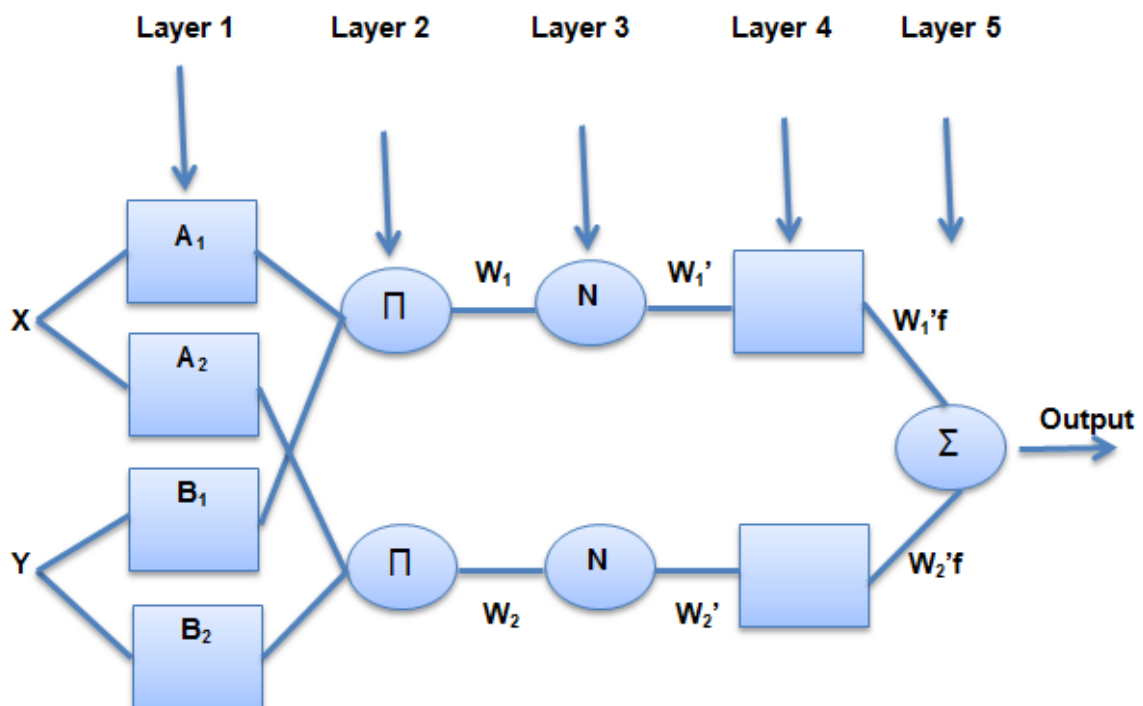 Layer 1 Layer 2 Layer 3 Layer 4 Layer 5
A₁
W₁ W₁’
Π N
X
W₁’f
A₂
Output
Σ
B₁
Y
Π N
W₂’f
W₂ W₂’
B₂